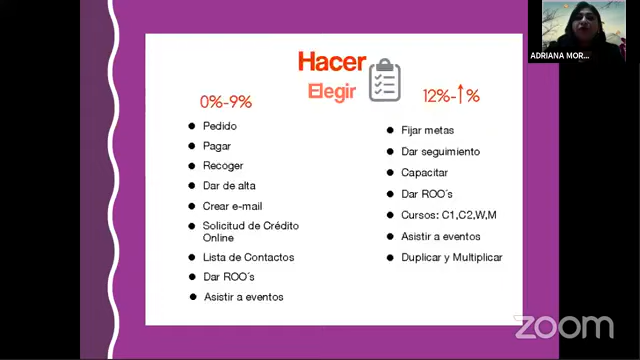 ADRIANA MOR...
Hacer
Elegir
0%-9%
Pedido
Pagar
Recoger
Dar de alta
Crear e-mail
Solicitud de Crédito
Online
Lista de Contactos
Dar ROO´s
Asistir a eventos
12%-↑%
Fijar metas
Dar seguimiento
Capacitar
Dar ROO´s
Cursos: C1,C2,W,M
Asistir a eventos
Duplicar y Multiplicar
zoom